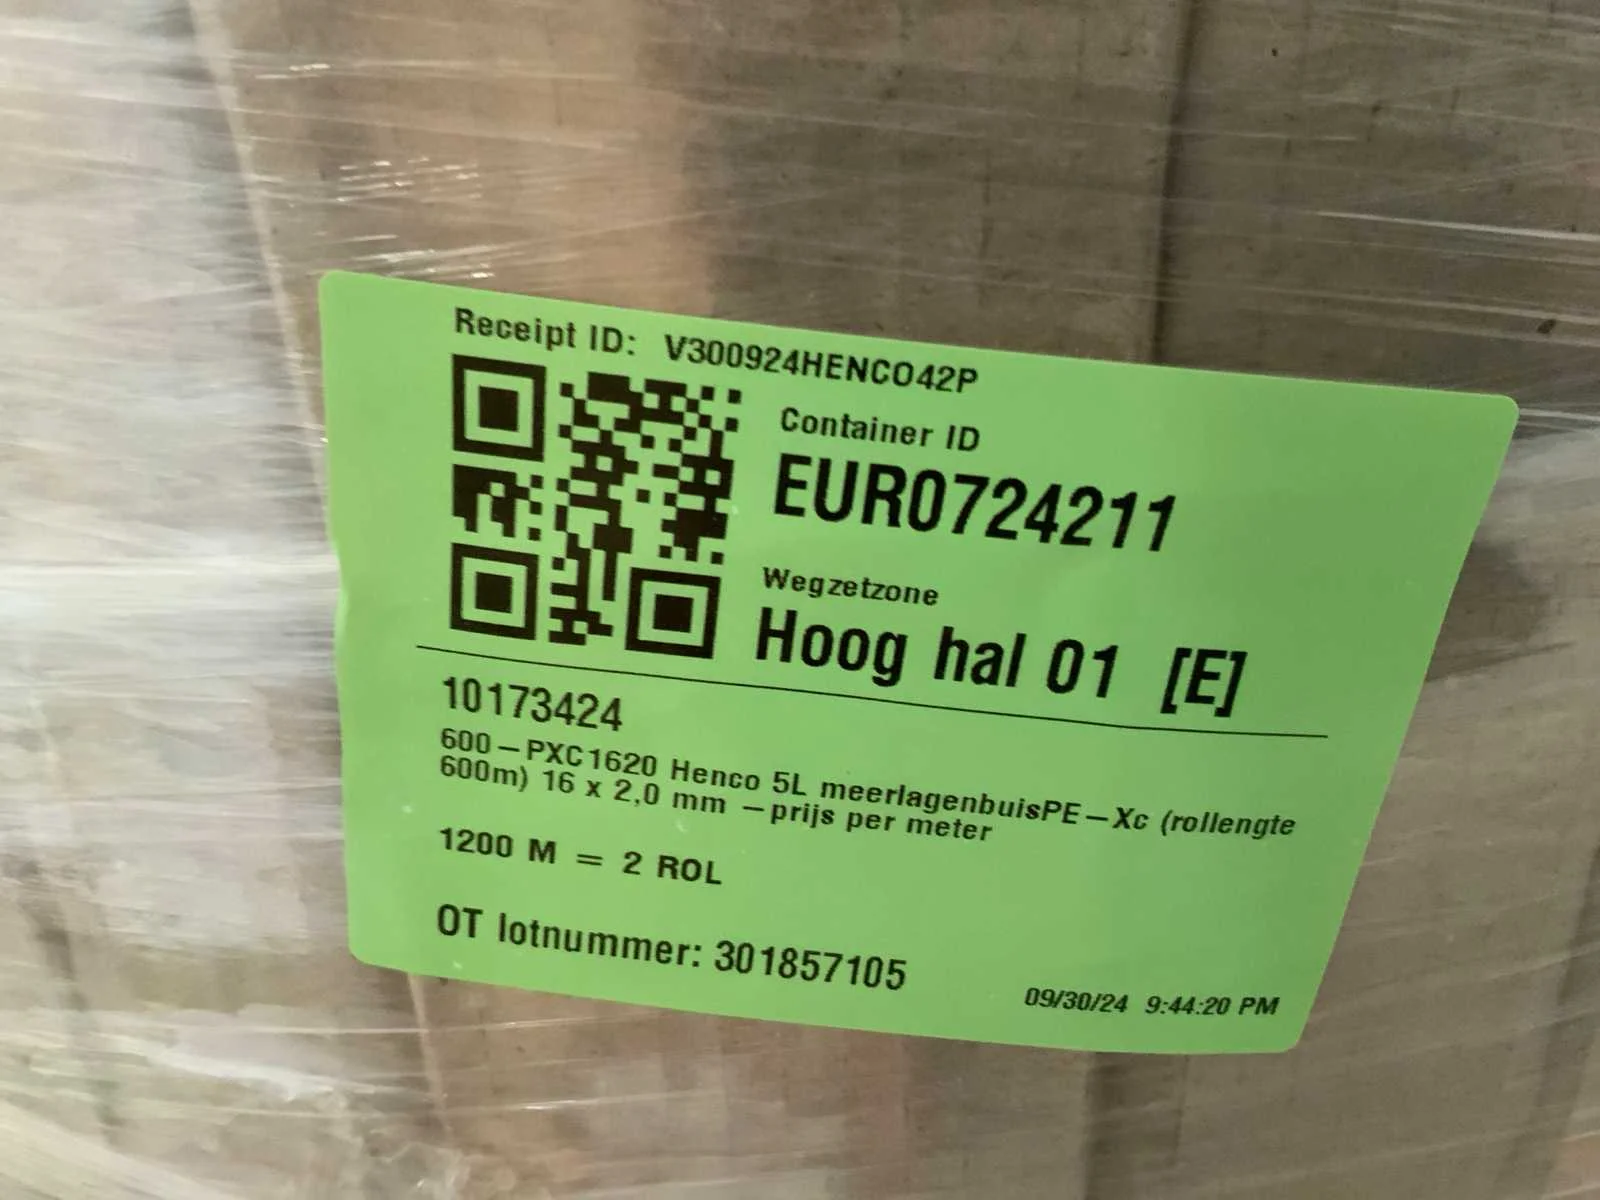 Receipt ID: V300924HENCO42P
Container ID
EUR0724211
Wegzetzone
Hoog hal 01 [E]
10173424
600-PXC1620 Henco 5L meerlagenbuisPE-Xc (rollengte
600m) 16 x 2,0 mm -prijs per meter
1200 M = 2 ROL
OT lotnummer: 301857105
09/30/24 9:44:20 PM